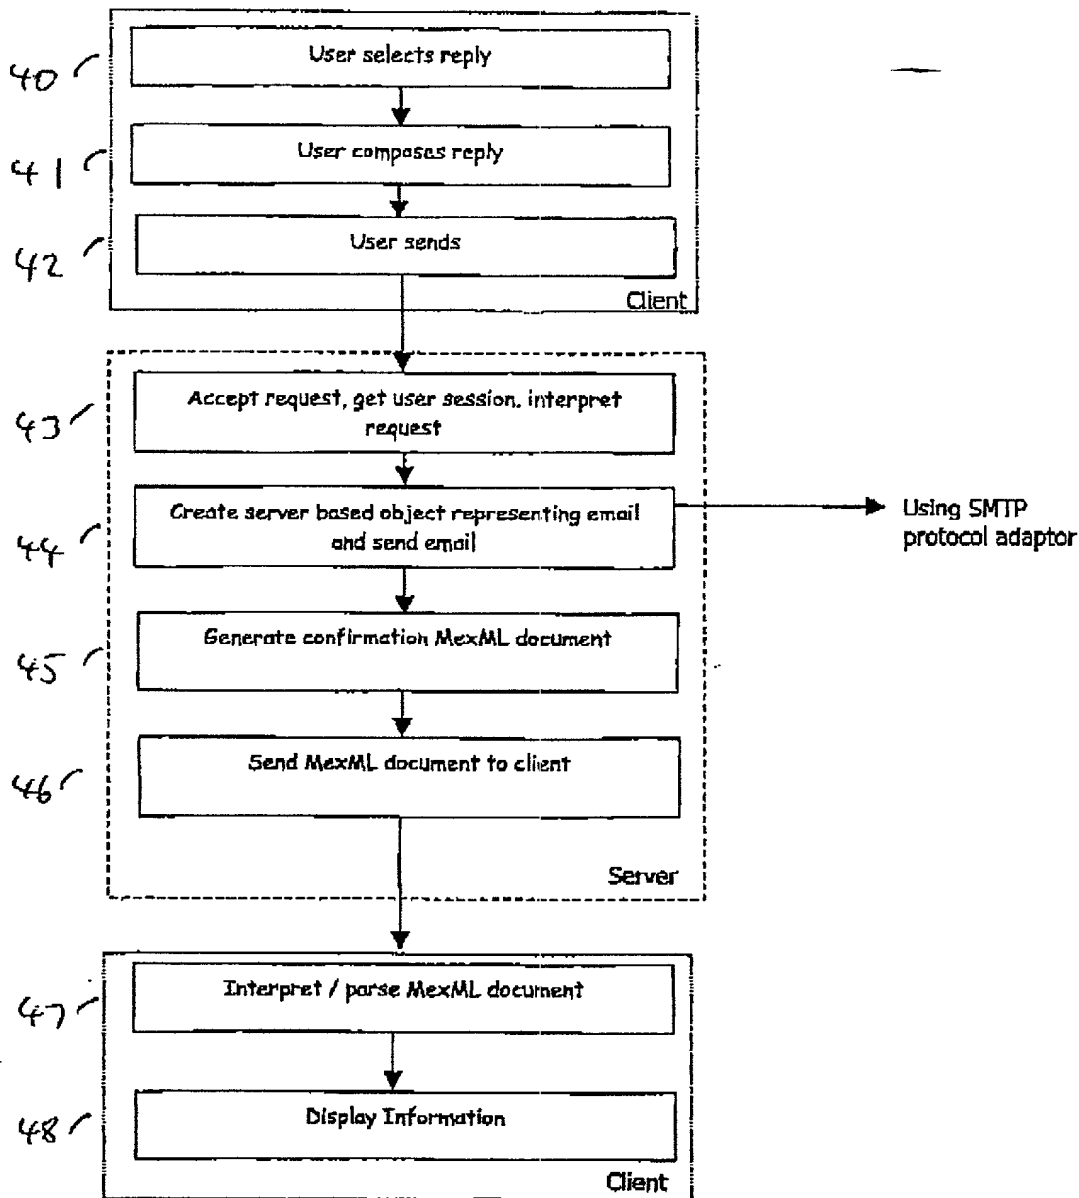 40
User selects reply
41
User composes reply
42
User sends
Client
43
Accept request, get user session, interpret
request
44
Create server based object representing email
and send email
Using SMTP
protocol adaptor
45
Generate confirmation MexML document
46
Send MexML document to client
Server
47
Interpret / parse MexML document
48
Display Information
Client